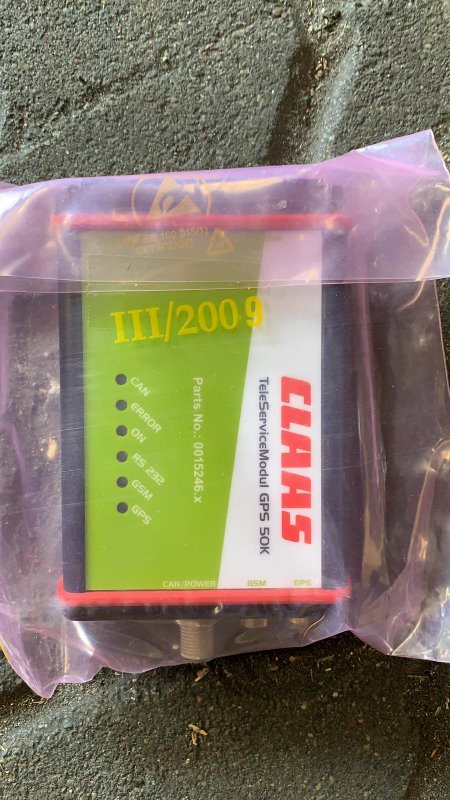 III/2009
CLAAS
TeleServiceModul GPS 50K
Parts No.: 0015246.x
CAN
ERROR
ON
RS 232
GSM
GPS
CAN/POWER
GSM
GPS